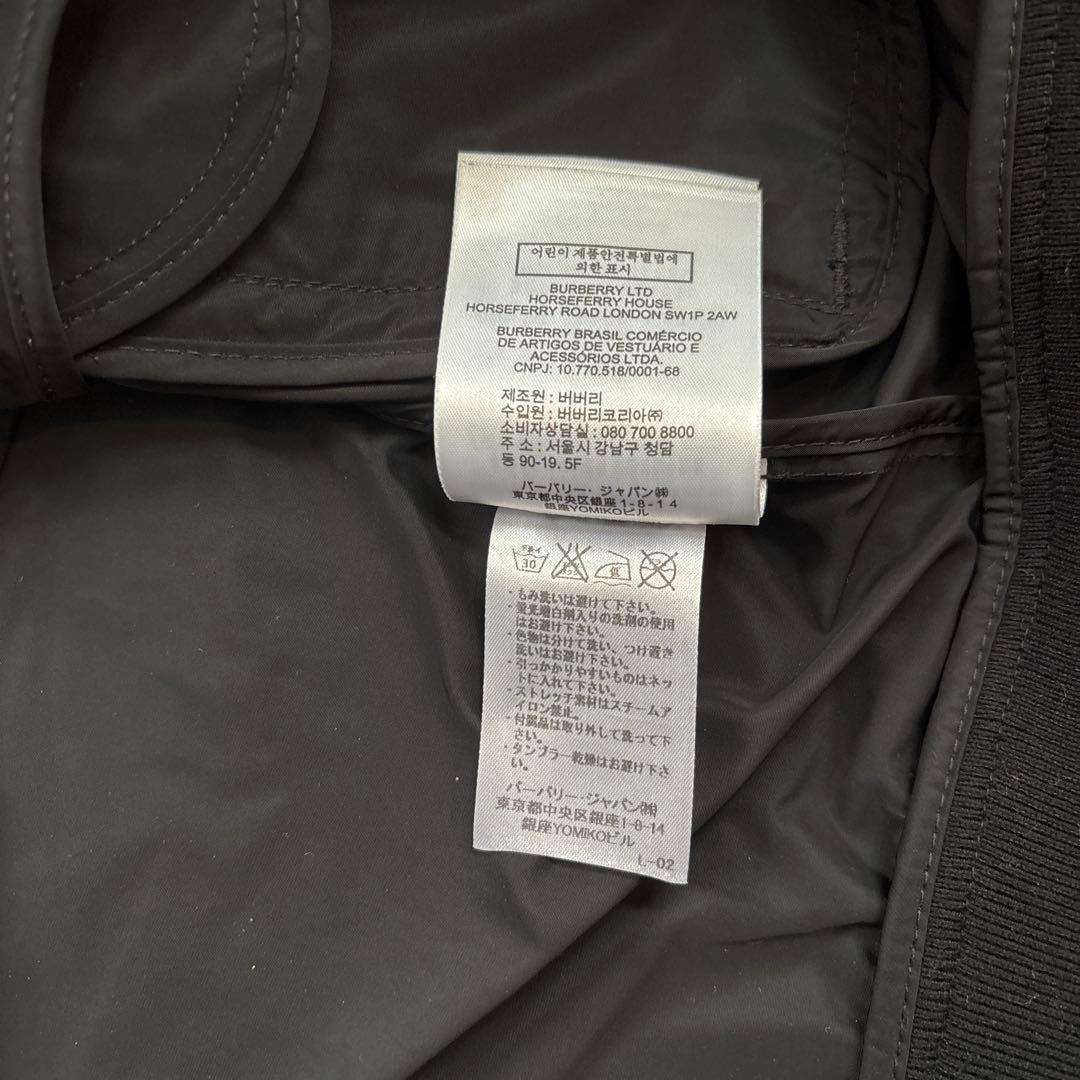 어린이 제품안전특별법에
의한 표시
BURBERRY LTD
HORSEFERRY HOUSE
HORSEFERRY ROAD LONDON SW1P 2AW
BURBERRY BRASIL COMÉRCIO
DE ARTIGOS DE VESTUÁRIO E
ACESSÓRIOS LTDA.
CNPJ: 10.770.518/0001-68
제조원 : 버버리
수입원 : 버버리코리아㈜
소비자상담실 : 080 700 8800
주 소 : 서울시 강남구 청담
동 90-19. 5F
バーバリー・ジャパン㈱
東京都中央区銀座1-8-14
銀座YOMIKOビル
30 低
・もみ洗いは避けて下さい。
・蛍光増白剤入りの洗剤の使用
はお避け下さい。
・色物は分けて洗い、つけ置き
洗いはお避け下さい。
・引っかかりやすいものはネッ
トに入れて下さい。
・ストレッチ素材はスチームア
イロン禁止。
・付属品は取り外して洗って下
さい。
・タンブラー乾燥はお避け下さ
い。
バーバリー・ジャパン㈱
東京都中央区銀座1-8-14
銀座YOMIKOビル
L-02